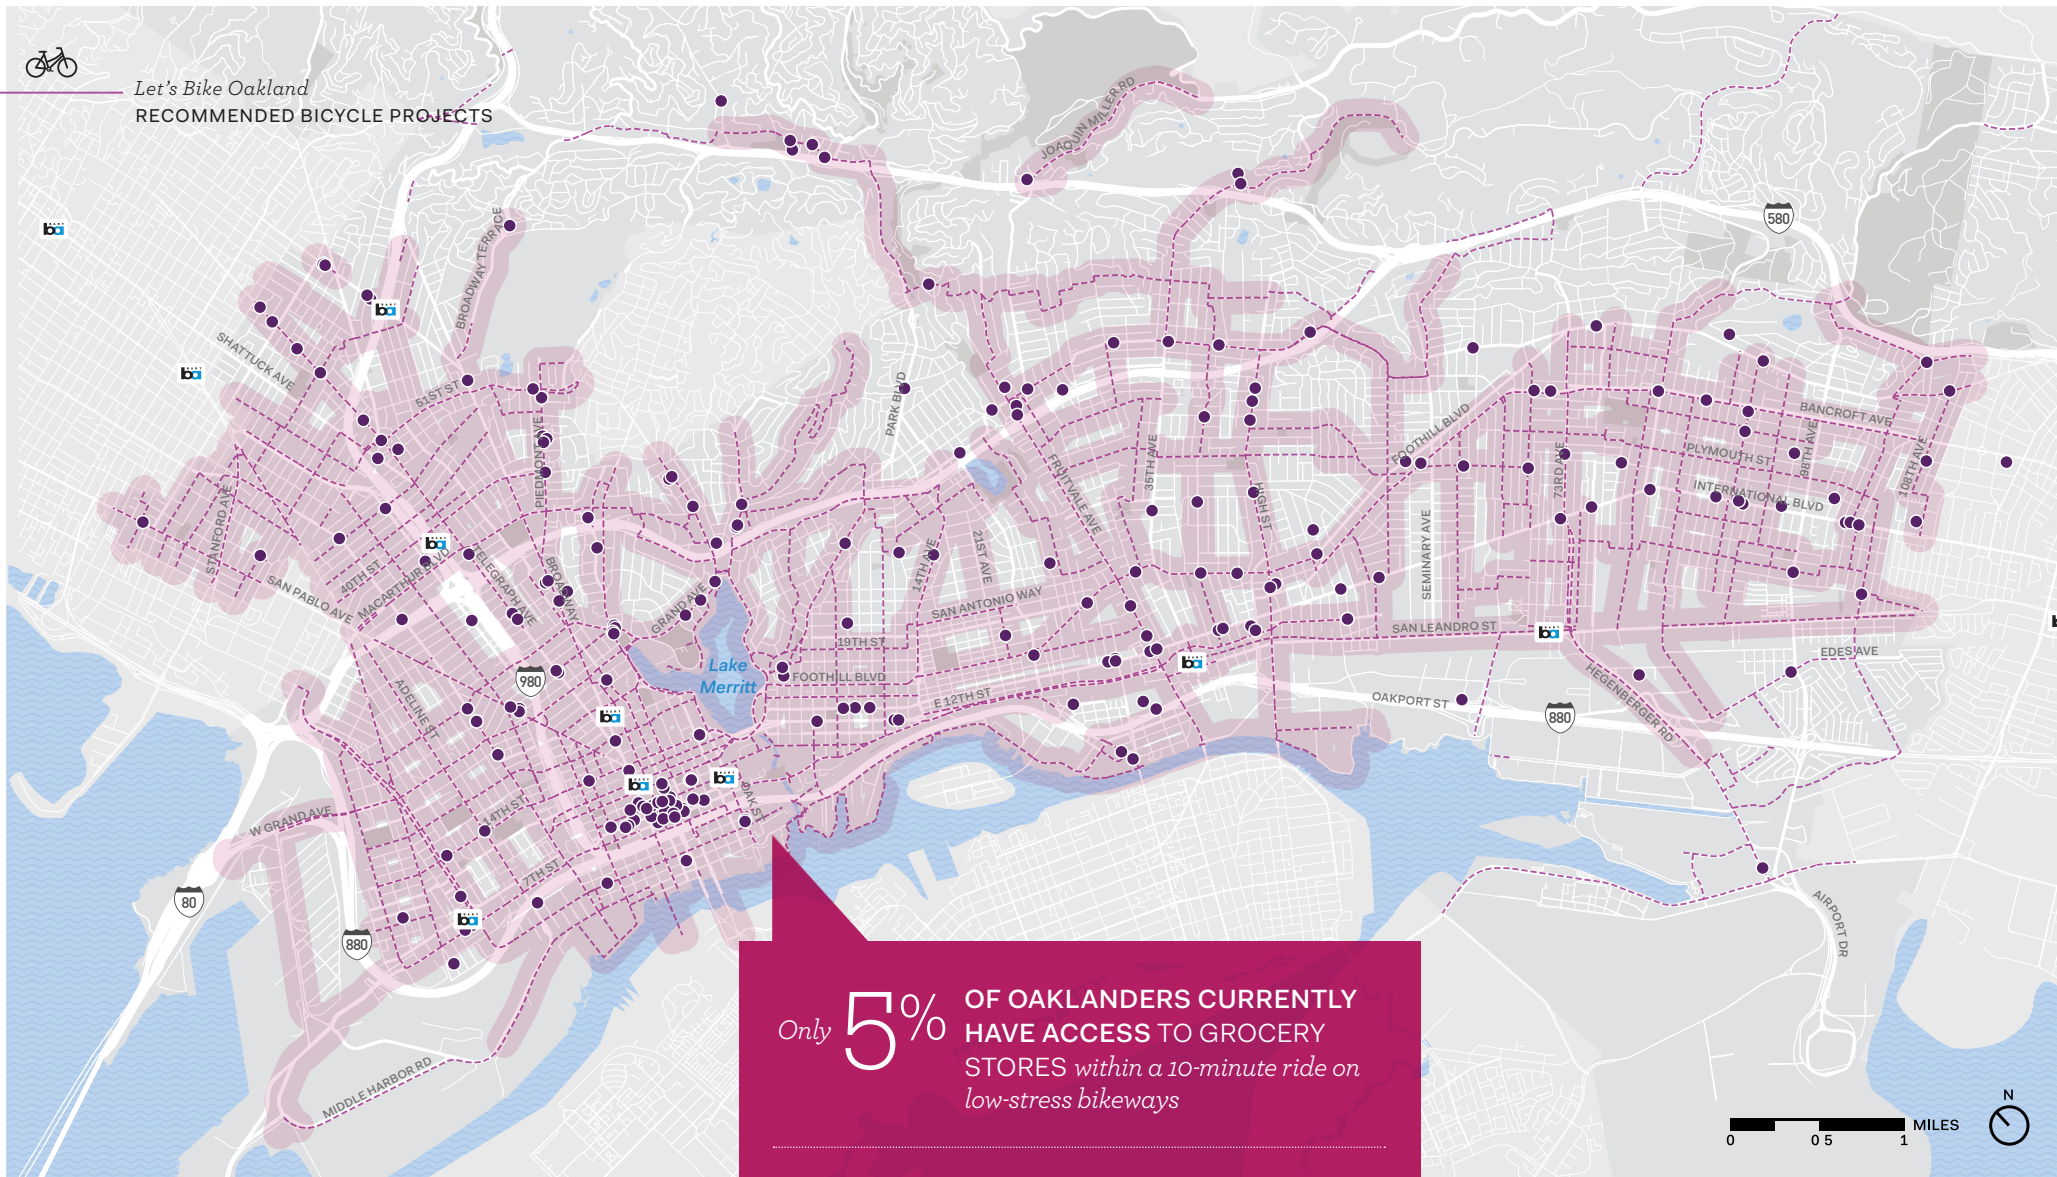 Let's Bike Oakland
RECOMMENDED BICYCLE PROJECTS
JOAQUIN MILLER RD
580
BROADWAY TERRACE
SHATTUCK AVE
51ST ST
PARK BLVD
PIEDMONT AVE
FOOTHILL BLVD
BANCROFT AVE
PLYMOUTH ST
98TH AVE
108TH AVE
73RD AVE
INTERNATIONAL BLVD
35TH AVE
FRUITVALE AVE
HIGH ST
SEMINARY AVE
STANFORD AVE
SAN PABLO AVE
40TH ST
MACARTHUR BLVD
TELEGRAPH AVE
BROADWAY
GRAND AVE
14TH AVE
21ST AVE
SAN ANTONIO WAY
19TH ST
SAN LEANDRO ST
EDES AVE
Lake
Merritt
FOOTHILL BLVD
980
ADELINE ST
E 12TH ST
OAKPORT ST
880
HEGENBERGER RD
W GRAND AVE
14TH ST
OAK ST
7TH ST
80
880
AIRPORT DR
MIDDLE HARBOR RD
Only 5% OF OAKLANDERS CURRENTLY
HAVE ACCESS TO GROCERY
STORES within a 10-minute ride on
low-stress bikeways
N
MILES
0 0 5 1